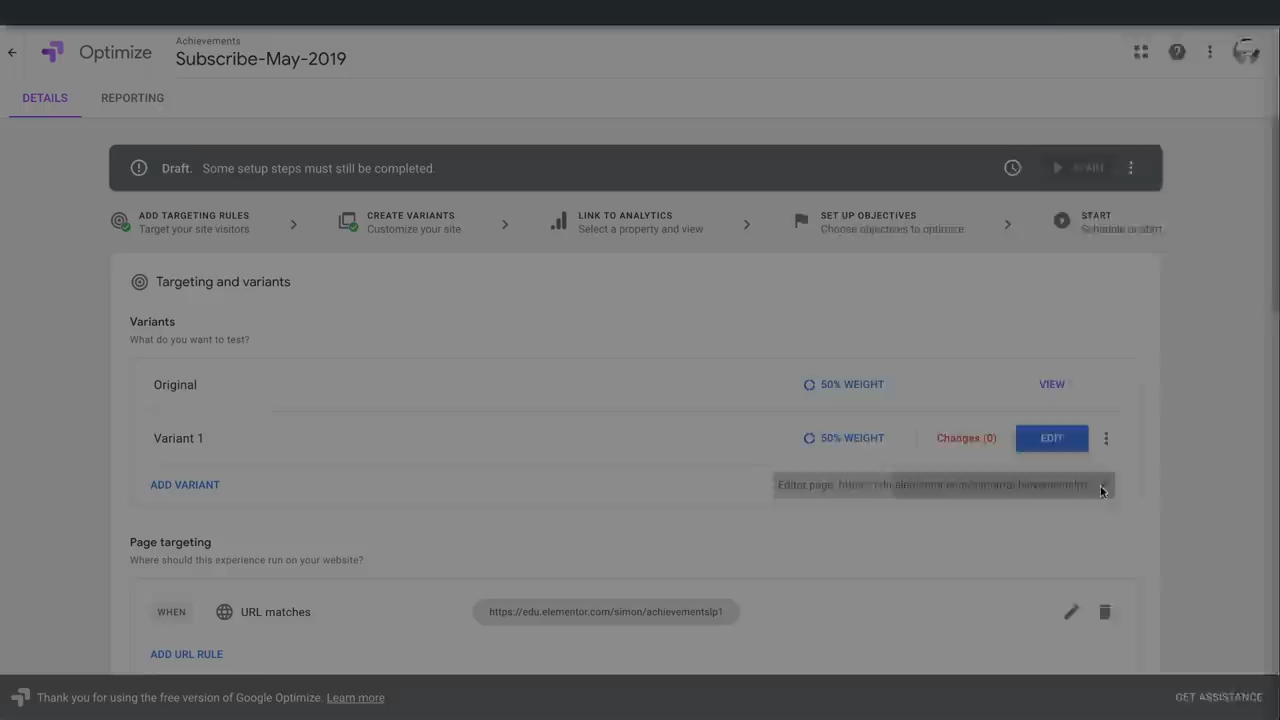 Achievements
Optimize
Subscribe-May-2019
DETAILS
REPORTING
Draft. Some setup steps must still be completed.
START
ADD TARGETING RULES
Target your site visitors
CREATE VARIANTS
Customize your site
LINK TO ANALYTICS
Select a property and view
SET UP OBJECTIVES
Choose objectives to optimize
START
Targeting and variants
Variants
What do you want to test?
Original
50% WEIGHT
VIEW
Variant 1
50% WEIGHT
Changes (0)
EDIT
ADD VARIANT
Editor page:
Page targeting
Where should this experience run on your website?
WHEN
URL matches
https://edu.elementor.com/simon/achievementslp1
ADD URL RULE
Thank you for using the free version of Google Optimize. Learn more
GET ASSISTANCE